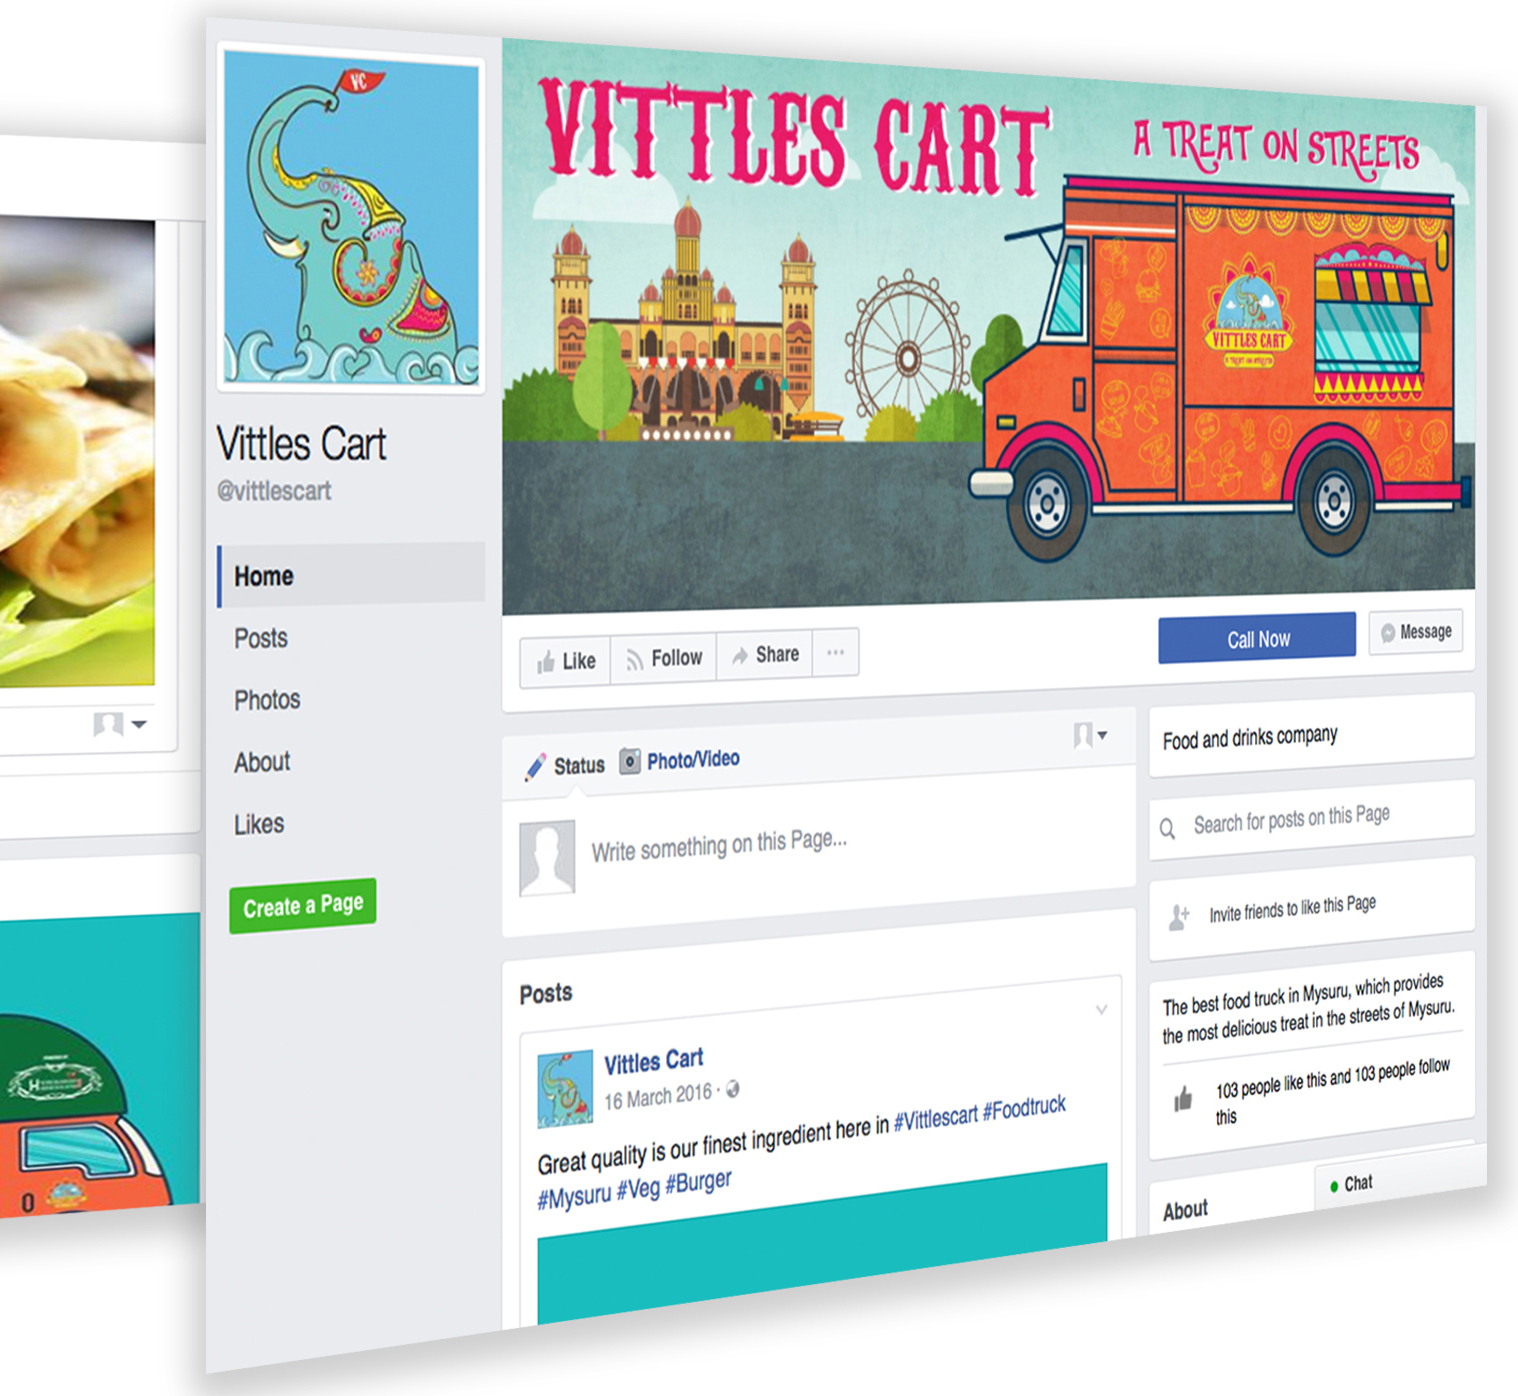 VC
VITTLES CART
A TREAT ON STREETS
VITTLES CART
A TREAT ON STREETS
Vittles Cart
@vittlescart
Home
Posts
Photos
About
Likes
Create a Page
Like Follow Share
Call Now
Message
Status Photo/Video
Write something on this Page...
Food and drinks company
Search for posts on this Page
Invite friends to like this Page
The best food truck in Mysuru, which provides
the most delicious treat in the streets of Mysuru.
103 people like this and 103 people follow
this
About
Chat
Posts
Vittles Cart
16 March 2016 ·
Great quality is our finest ingredient here in #Vittlescart #Foodtruck
#Mysuru #Veg #Burger